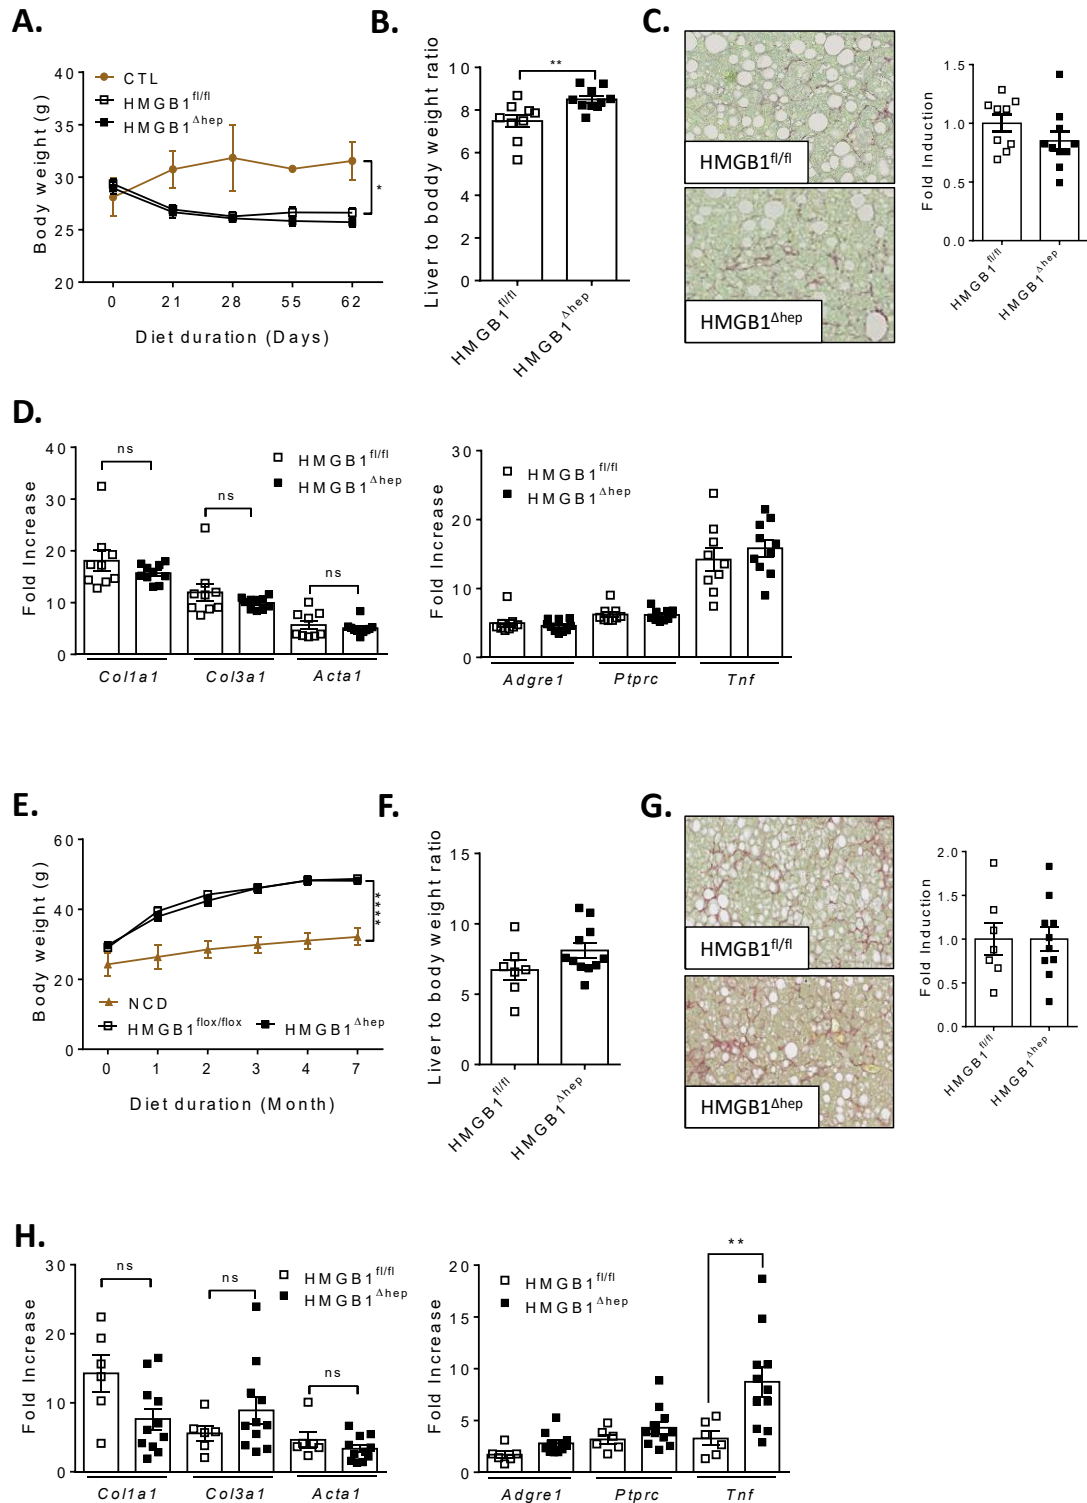 A.
CTL
HMGB1fl/fl
HMGB1Δhep
Body weight (g)
40
35
30
25
20
*
0 21 28 55 62
Diet duration (Days)
B.
Liver to boddy weight ratio
10
8
6
4
2
0
**
HMGB1fl/fl
HMGB1Δhep
C.
HMGB1fl/fl
HMGB1Δhep
Fold Induction
1.5
1.0
0.5
0.0
HMGB1fl/fl
HMGB1Δhep
D.
Fold Increase
40
30
20
10
0
ns
ns
ns
HMGB1fl/fl
HMGB1Δhep
Col1a1 Col3a1 Acta1
Fold Increase
30
20
10
0
HMGB1fl/fl
HMGB1Δhep
Adgre1 Ptprc Tnf
E.
Body weight (g)
60
40
20
0
****
NCD
HMGB1flox/flox HMGB1Δhep
0 1 2 3 4 7
Diet duration (Month)
F.
Liver to body weight ratio
15
10
5
0
HMGB1fl/fl
HMGB1Δhep
G.
HMGB1fl/fl
HMGB1Δhep
Fold Induction
2.0
1.5
1.0
0.5
0.0
HMGB1fl/fl
HMGB1Δhep
H.
Fold Increase
30
20
10
0
ns
ns
ns
HMGB1fl/fl
HMGB1Δhep
Col1a1 Col3a1 Acta1
Fold Increase
20
15
10
5
0
**
HMGB1fl/fl
HMGB1Δhep
Adgre1 Ptprc Tnf